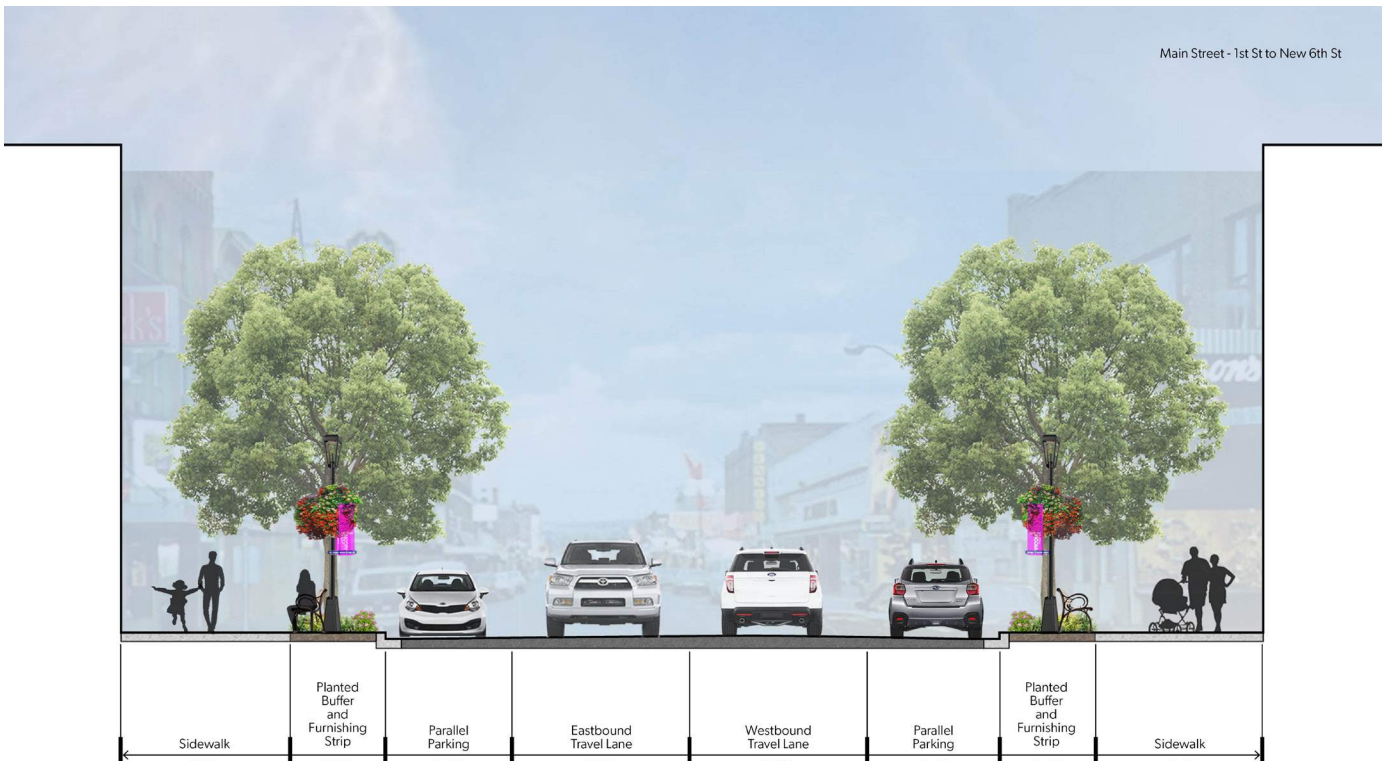 Main Street - 1st St to New 6th St
k's
on's
Sidewalk
Planted
Buffer
and
Furnishing
Strip
Parallel
Parking
Eastbound
Travel Lane
Westbound
Travel Lane
Parallel
Parking
Planted
Buffer
and
Furnishing
Strip
Sidewalk